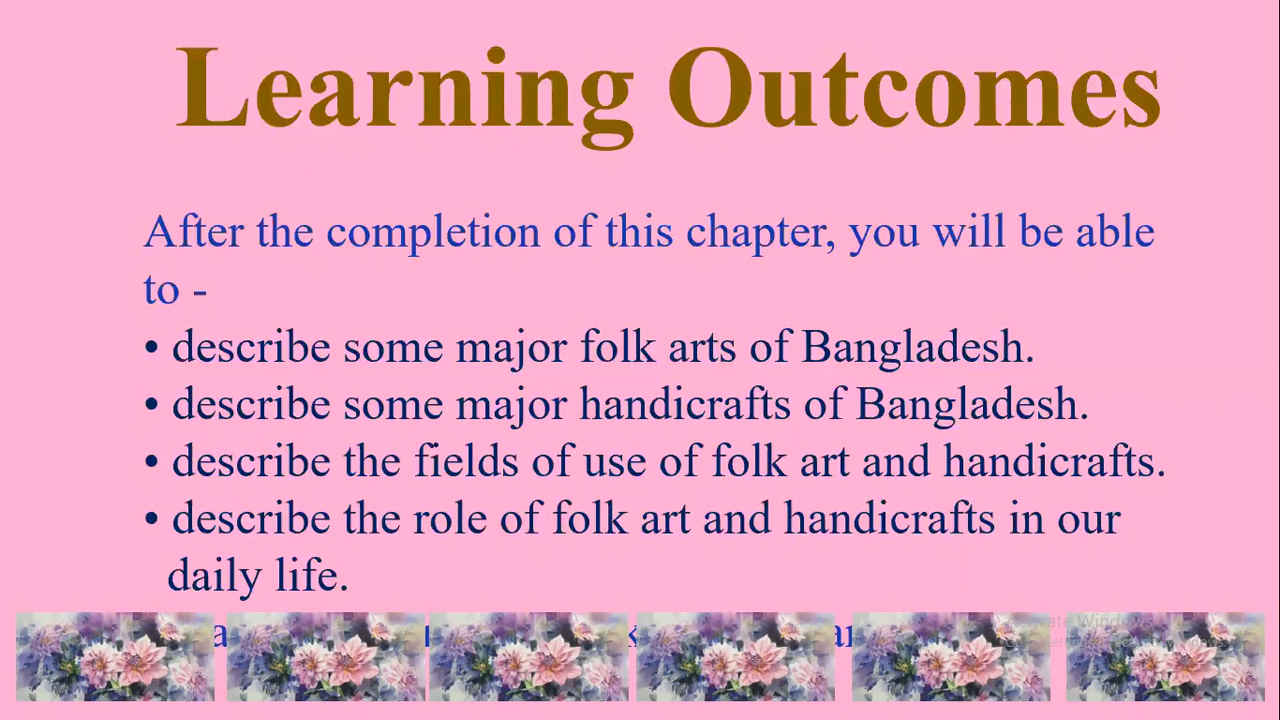 Learning Outcomes
After the completion of this chapter, you will be able
to -
• describe some major folk arts of Bangladesh.
• describe some major handicrafts of Bangladesh.
• describe the fields of use of folk art and handicrafts.
• describe the role of folk art and handicrafts in our
daily life.